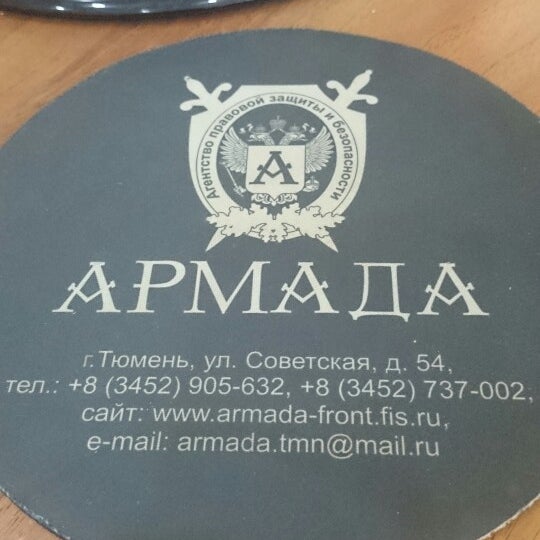 Агентство правовой защиты и безопасности
А
АРМАДА
г.Тюмень, ул. Советская, д. 54,
тел.: +8 (3452) 905-632, +8 (3452) 737-002,
сайт: www.armada-front.fis.ru,
e-mail: armada.tmn@mail.ru